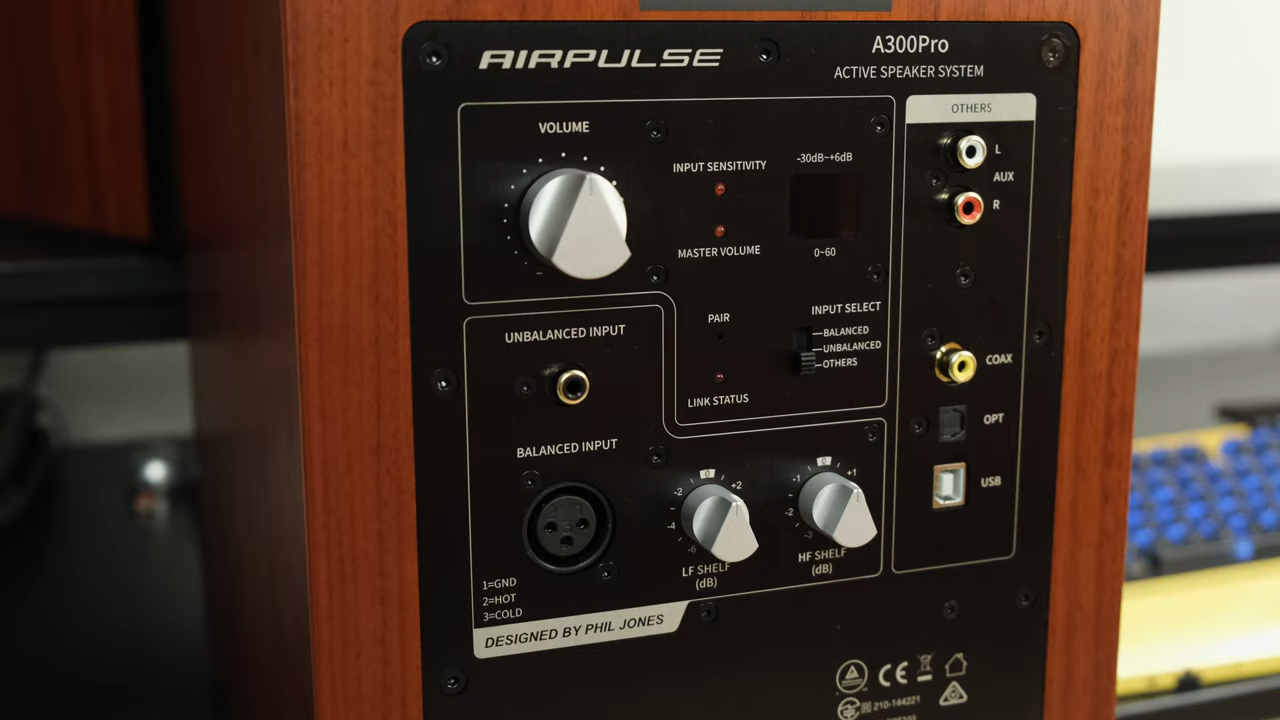 AIRPULSE
A300Pro
ACTIVE SPEAKER SYSTEM
VOLUME
INPUT SENSITIVITY
MASTER VOLUME
-30dB~+6dB
0~60
PAIR
LINK STATUS
INPUT SELECT
BALANCED
UNBALANCED
OTHERS
OTHERS
L
AUX
R
COAX
OPT
USB
UNBALANCED INPUT
BALANCED INPUT
1=GND
2=HOT
3=COLD
0
-2
+2
-4
-6
LF SHELF
(dB)
0
-1
+1
-2
-3
HF SHELF
(dB)
DESIGNED BY PHIL JONES
CE
R 210-144221